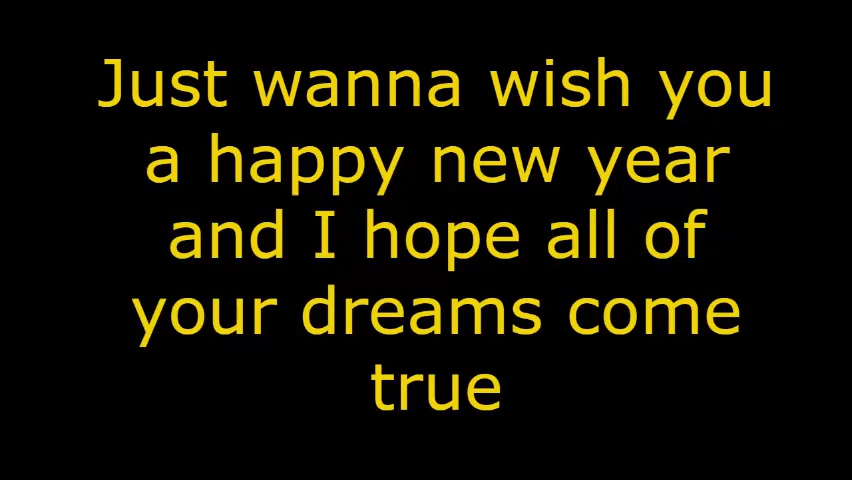 Just wanna wish you
a happy new year
and I hope all of
your dreams come
true